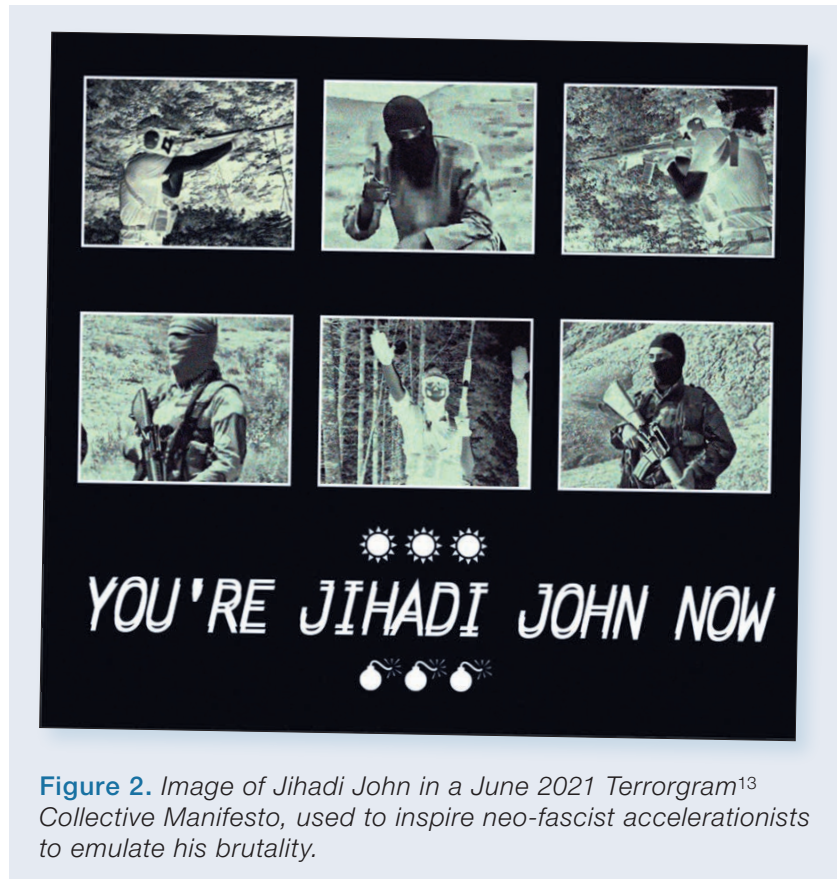 YOU'RE JIHADI JOHN NOW
Figure 2. Image of Jihadi John in a June 2021 Terrorgram13
Collective Manifesto, used to inspire neo-fascist accelerationists
to emulate his brutality.